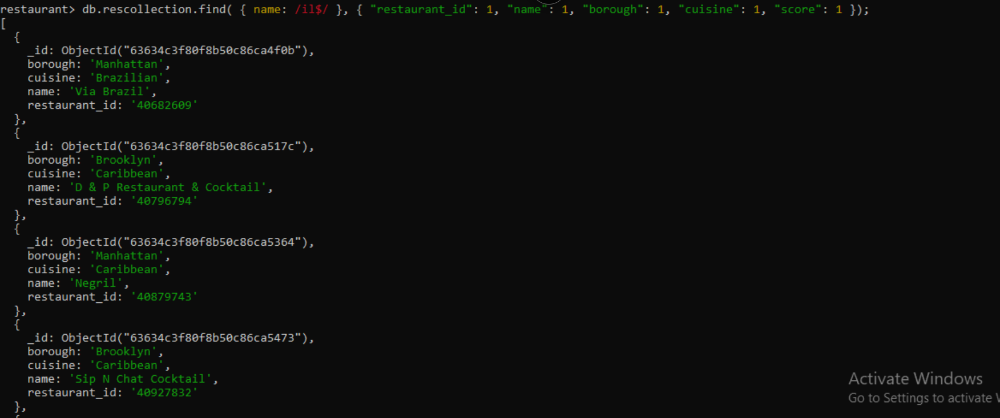 restaurant> db.rescollection.find( { name: /il$/ }, { "restaurant_id": 1, "name": 1, "borough": 1, "cuisine": 1, "score": 1 });
[
  {
    _id: ObjectId("63634c3f80f8b50c86ca4f0b"),
    borough: 'Manhattan',
    cuisine: 'Brazilian',
    name: 'Via Brazil',
    restaurant_id: '40682609'
  },
  {
    _id: ObjectId("63634c3f80f8b50c86ca517c"),
    borough: 'Brooklyn',
    cuisine: 'Caribbean',
    name: 'D & P Restaurant & Cocktail',
    restaurant_id: '40796794'
  },
  {
    _id: ObjectId("63634c3f80f8b50c86ca5364"),
    borough: 'Manhattan',
    cuisine: 'Caribbean',
    name: 'Negril',
    restaurant_id: '40879743'
  },
  {
    _id: ObjectId("63634c3f80f8b50c86ca5473"),
    borough: 'Brooklyn',
    cuisine: 'Caribbean',
    name: 'Sip N Chat Cocktail',
    restaurant_id: '40927832'
  },
Activate Windows
Go to Settings to activate